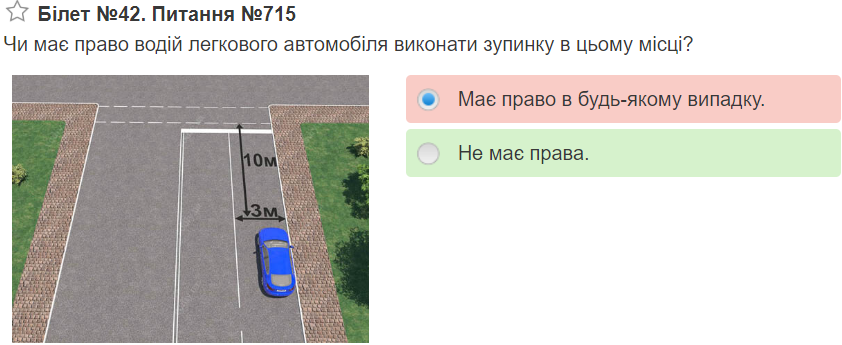 Білет №42. Питання №715
Чи має право водій легкового автомобіля виконати зупинку в цьому місці?
10м
3м
Має право в будь-якому випадку.
Не має права.